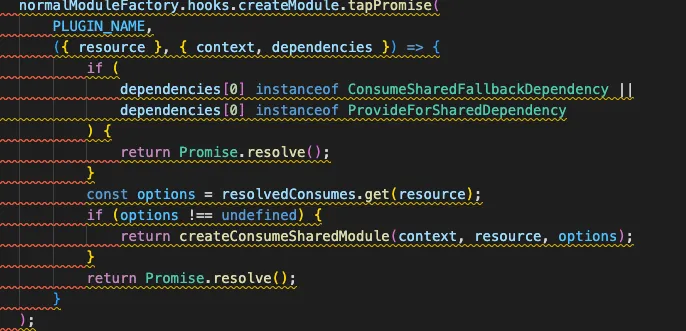 normalModuleFactory.hooks.createModule.tapPromise(
PLUGIN_NAME,
({ resource }, { context, dependencies }) => {
if (
dependencies[0] instanceof ConsumeSharedFallbackDependency ||
dependencies[0] instanceof ProvideForSharedDependency
) {
return Promise.resolve();
}
const options = resolvedConsumes.get(resource);
if (options !== undefined) {
return createConsumeSharedModule(context, resource, options);
}
return Promise.resolve();
}
);